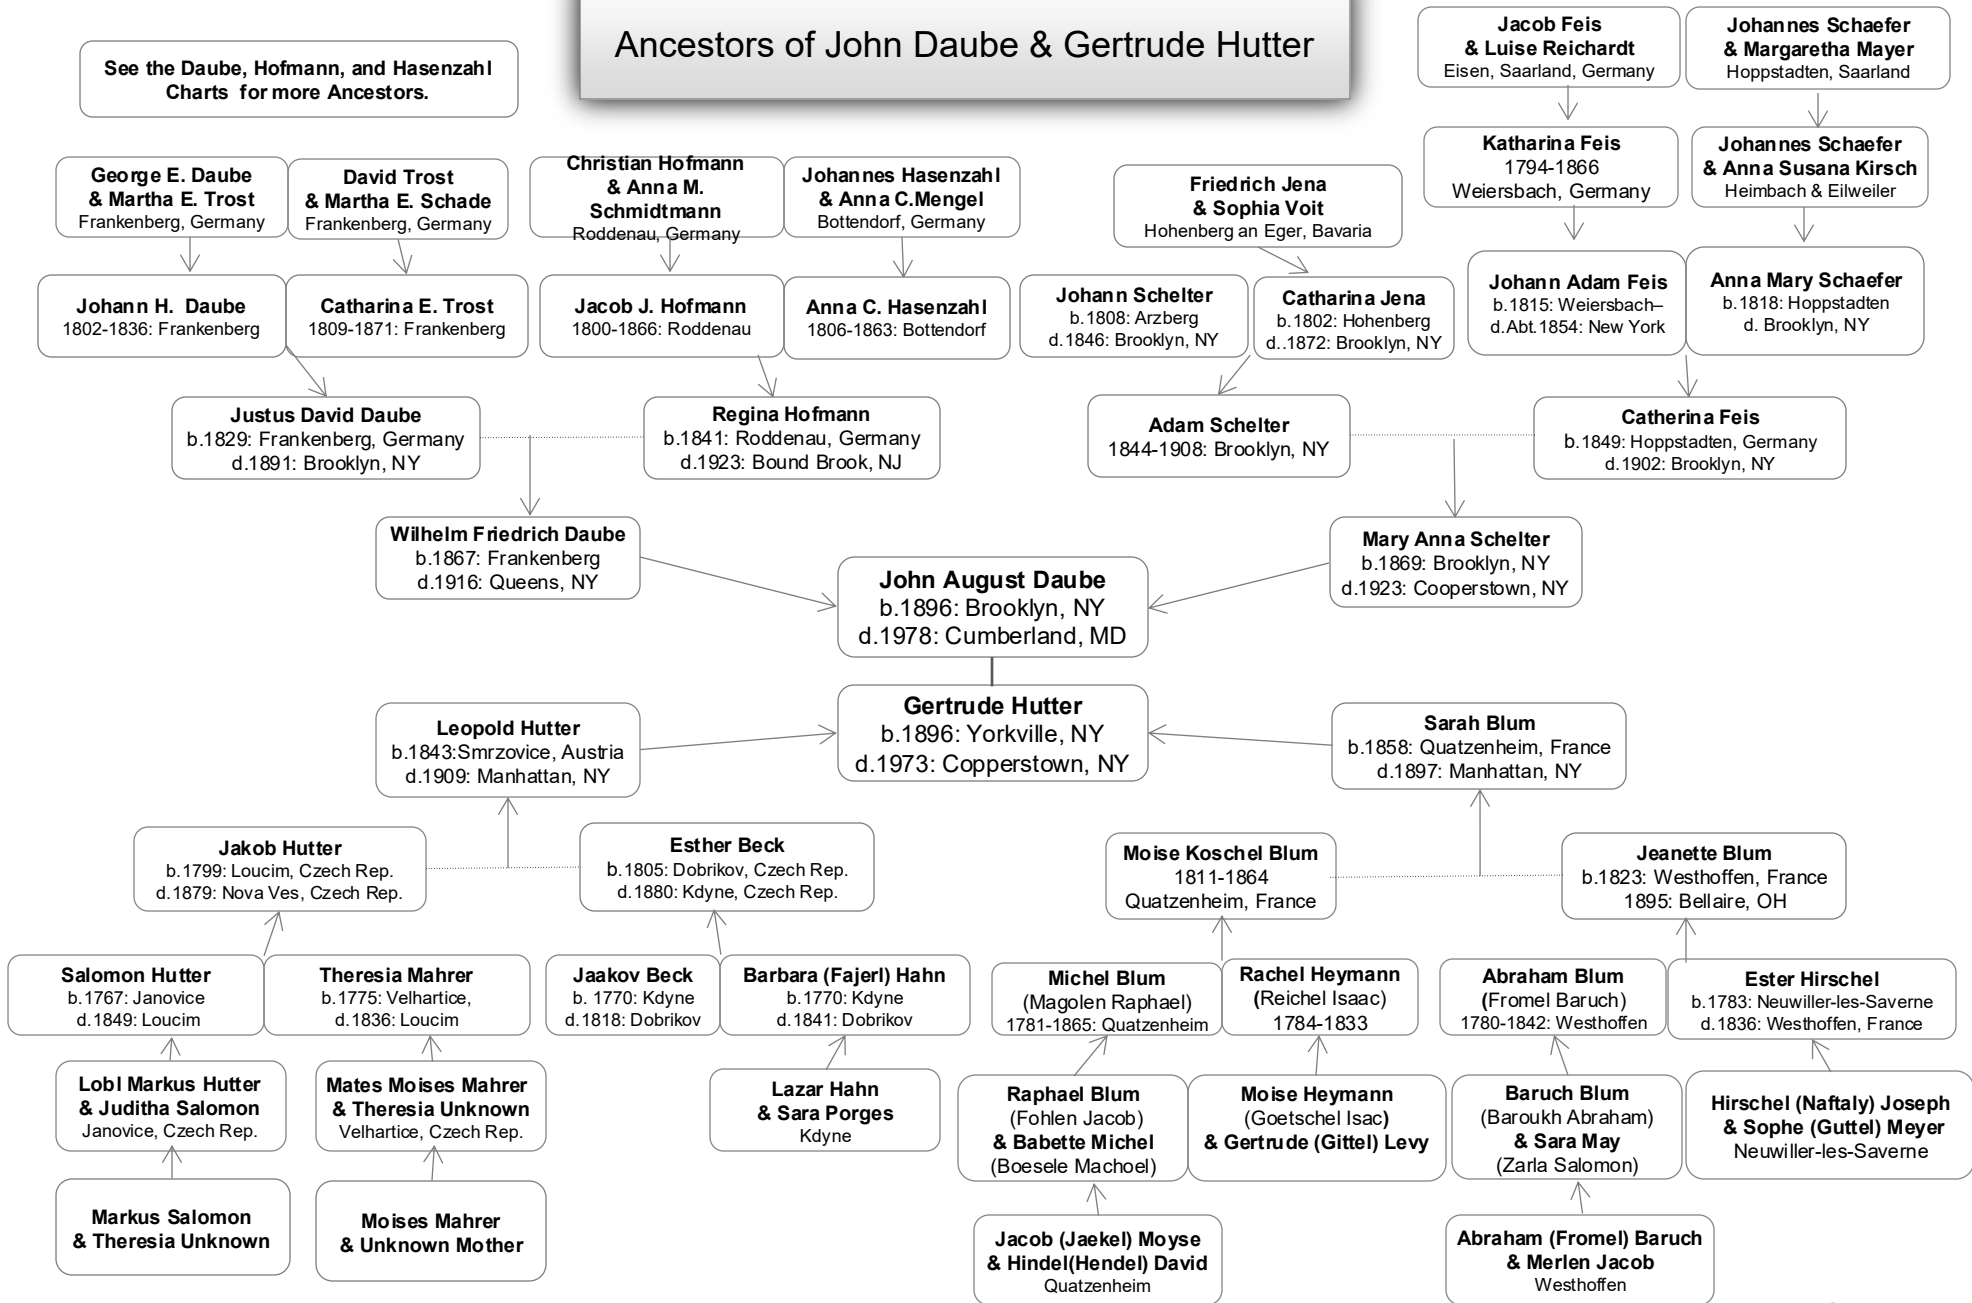 Ancestors of John Daube & Gertrude Hutter
See the Daube, Hofmann, and Hasenzahl
Charts for more Ancestors.
Jacob Feis
& Luise Reichardt
Eisen, Saarland, Germany
Johannes Schaefer
& Margaretha Mayer
Hoppstadten, Saarland
George E. Daube
& Martha E. Trost
Frankenberg, Germany
David Trost
& Martha E. Schade
Frankenberg, Germany
Christian Hofmann
& Anna M.
Schmidtmann
Roddenau, Germany
Johannes Hasenzahl
& Anna C.Mengel
Bottendorf, Germany
Friedrich Jena
& Sophia Voit
Hohenberg an Eger, Bavaria
Katharina Feis
1794-1866
Weiersbach, Germany
Johannes Schaefer
& Anna Susana Kirsch
Heimbach & Eilweiler
Johann H. Daube
1802-1836: Frankenberg
Catharina E. Trost
1809-1871: Frankenberg
Jacob J. Hofmann
1800-1866: Roddenau
Anna C. Hasenzahl
1806-1863: Bottendorf
Johann Schelter
b.1808: Arzberg
d.1846: Brooklyn, NY
Catharina Jena
b.1802: Hohenberg
d..1872: Brooklyn, NY
Johann Adam Feis
b.1815: Weiersbach–
d.Abt.1854: New York
Anna Mary Schaefer
b.1818: Hoppstadten
d. Brooklyn, NY
Justus David Daube
b.1829: Frankenberg, Germany
d.1891: Brooklyn, NY
Regina Hofmann
b.1841: Roddenau, Germany
d.1923: Bound Brook, NJ
Adam Schelter
1844-1908: Brooklyn, NY
Catherina Feis
b.1849: Hoppstadten, Germany
d.1902: Brooklyn, NY
Wilhelm Friedrich Daube
b.1867: Frankenberg
d.1916: Queens, NY
Mary Anna Schelter
b.1869: Brooklyn, NY
d.1923: Cooperstown, NY
John August Daube
b.1896: Brooklyn, NY
d.1978: Cumberland, MD
Gertrude Hutter
b.1896: Yorkville, NY
d.1973: Copperstown, NY
Leopold Hutter
b.1843:Smrzovice, Austria
d.1909: Manhattan, NY
Sarah Blum
b.1858: Quatzenheim, France
d.1897: Manhattan, NY
Jakob Hutter
b.1799: Loucim, Czech Rep.
d.1879: Nova Ves, Czech Rep.
Esther Beck
b.1805: Dobrikov, Czech Rep.
d.1880: Kdyne, Czech Rep.
Moise Koschel Blum
1811-1864
Quatzenheim, France
Jeanette Blum
b.1823: Westhoffen, France
1895: Bellaire, OH
Salomon Hutter
b.1767: Janovice
d.1849: Loucim
Theresia Mahrer
b.1775: Velhartice,
d.1836: Loucim
Jaakov Beck
b. 1770: Kdyne
d.1818: Dobrikov
Barbara (Fajerl) Hahn
b.1770: Kdyne
d.1841: Dobrikov
Michel Blum
(Magolen Raphael)
1781-1865: Quatzenheim
Rachel Heymann
(Reichel Isaac)
1784-1833
Abraham Blum
(Fromel Baruch)
1780-1842: Westhoffen
Ester Hirschel
b.1783: Neuwiller-les-Saverne
d.1836: Westhoffen, France
Lobl Markus Hutter
& Juditha Salomon
Janovice, Czech Rep.
Mates Moises Mahrer
& Theresia Unknown
Velhartice, Czech Rep.
Lazar Hahn
& Sara Porges
Kdyne
Raphael Blum
(Fohlen Jacob)
& Babette Michel
(Boesele Machoel)
Moise Heymann
(Goetschel Isac)
& Gertrude (Gittel) Levy
Baruch Blum
(Baroukh Abraham)
& Sara May
(Zarla Salomon)
Hirschel (Naftaly) Joseph
& Sophe (Guttel) Meyer
Neuwiller-les-Saverne
Markus Salomon
& Theresia Unknown
Moises Mahrer
& Unknown Mother
Jacob (Jaekel) Moyse
& Hindel(Hendel) David
Quatzenheim
Abraham (Fromel) Baruch
& Merlen Jacob
Westhoffen